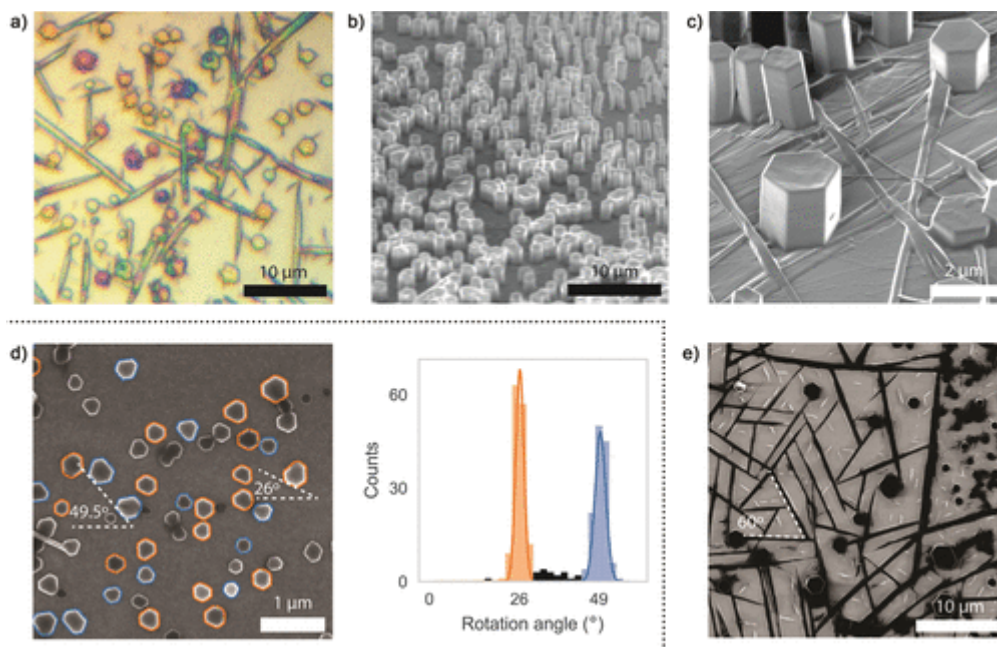 a)
10 µm
b)
10 µm
c)
2 µm
d)
49.5°
26°
1 µm
60
30
0
Counts
0 26 49
Rotation angle (°)
e)
60°
10 µm